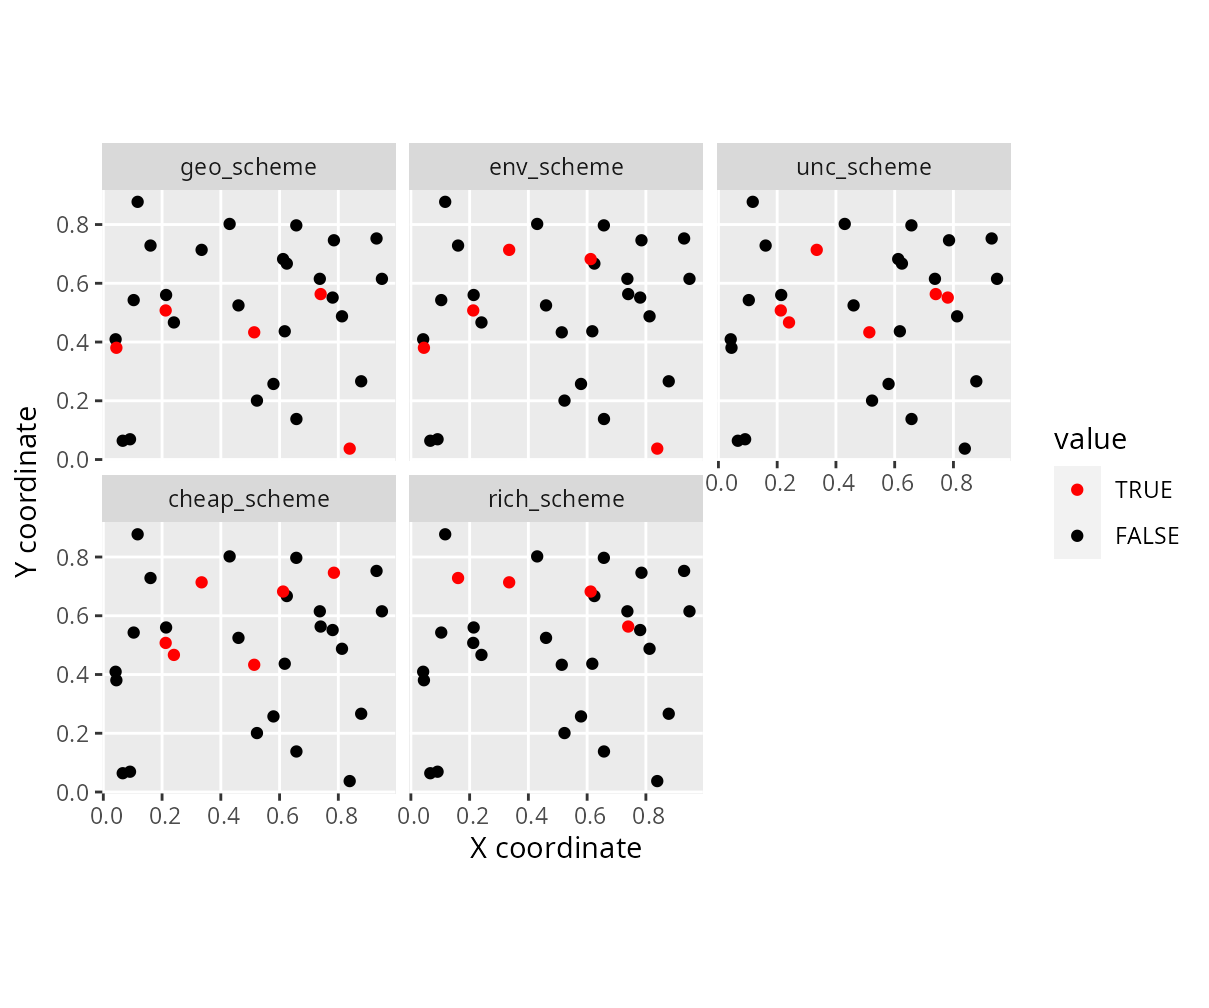 geo_scheme env_scheme unc_scheme
0.8
0.6
0.4
0.2
0.0
0.0 0.2 0.4 0.6 0.8
cheap_scheme rich_scheme
0.8
0.6
0.4
0.2
0.0
0.0 0.2 0.4 0.6 0.8 0.0 0.2 0.4 0.6 0.8
X coordinate
Y coordinate
value
TRUE
FALSE